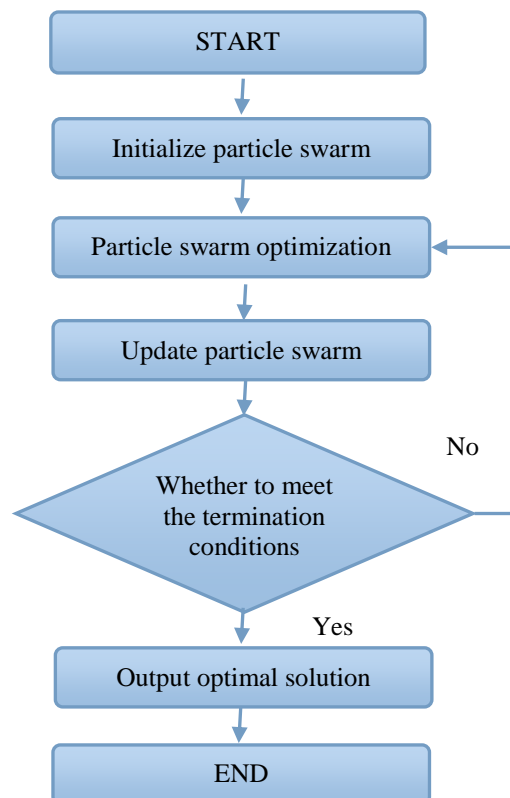 START
Initialize particle swarm
Particle swarm optimization
Update particle swarm
No
Whether to meet
the termination
conditions
Yes
Output optimal solution
END